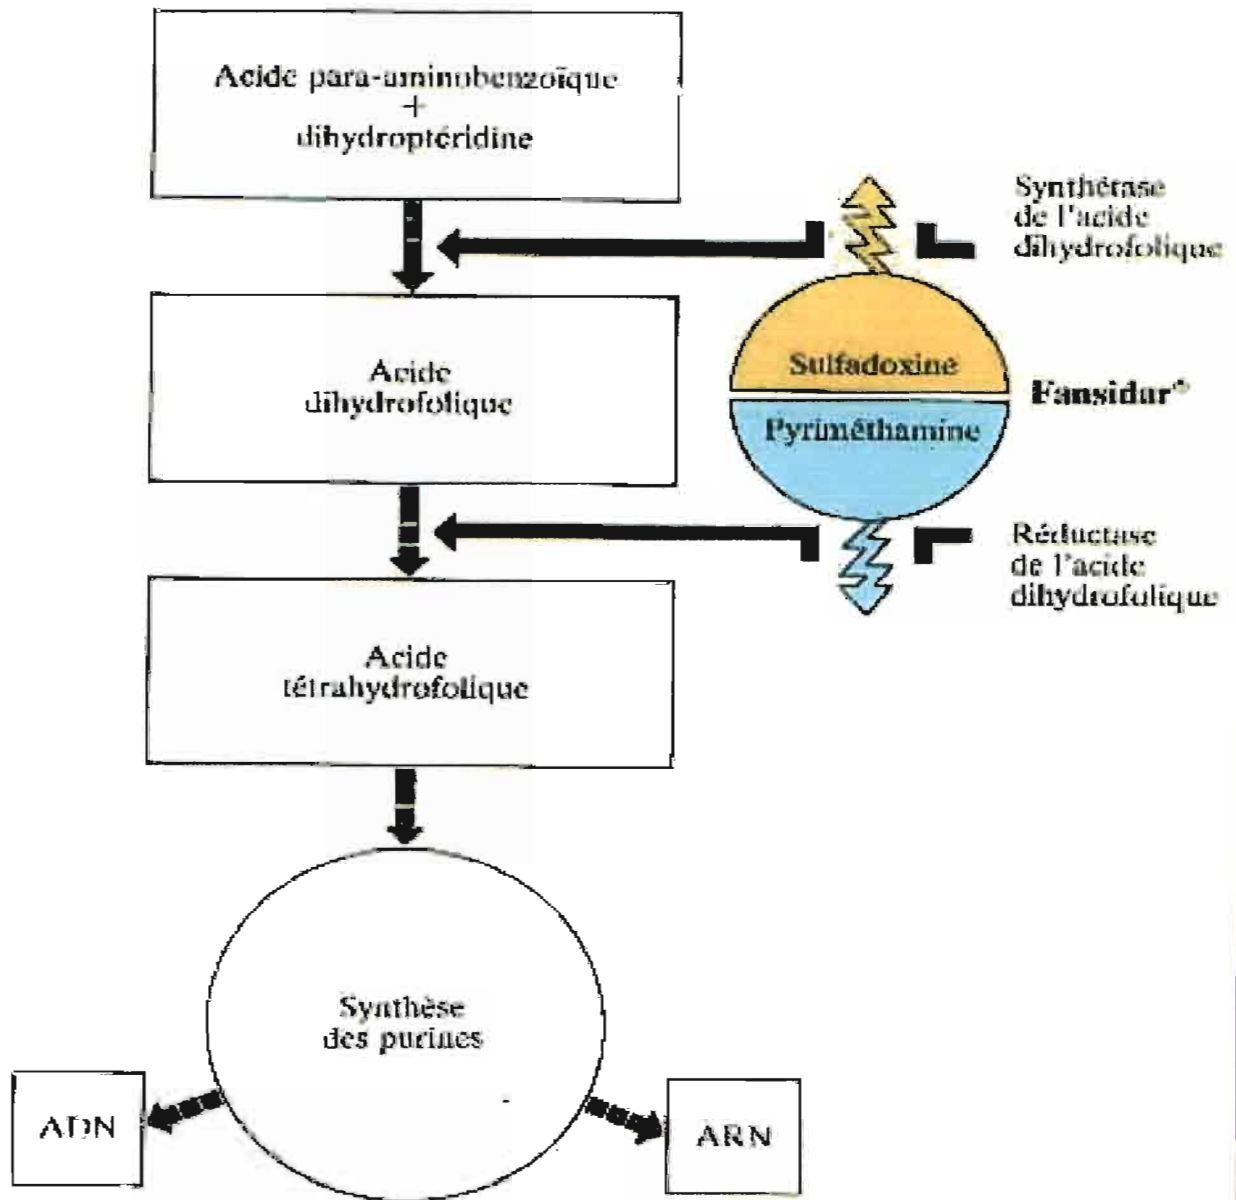 Acide para-aminobenzoïque
+
dihydroptéridine
Synthétase
de l'acide
dihydrofolique
Acide
dihydrofolique
Sulfadoxine
Fansidar®
Pyriméthamine
Réductase
de l'acide
dihydrofolique
Acide
tétrahydrofolique
Synthèse
des purines
ADN
ARN